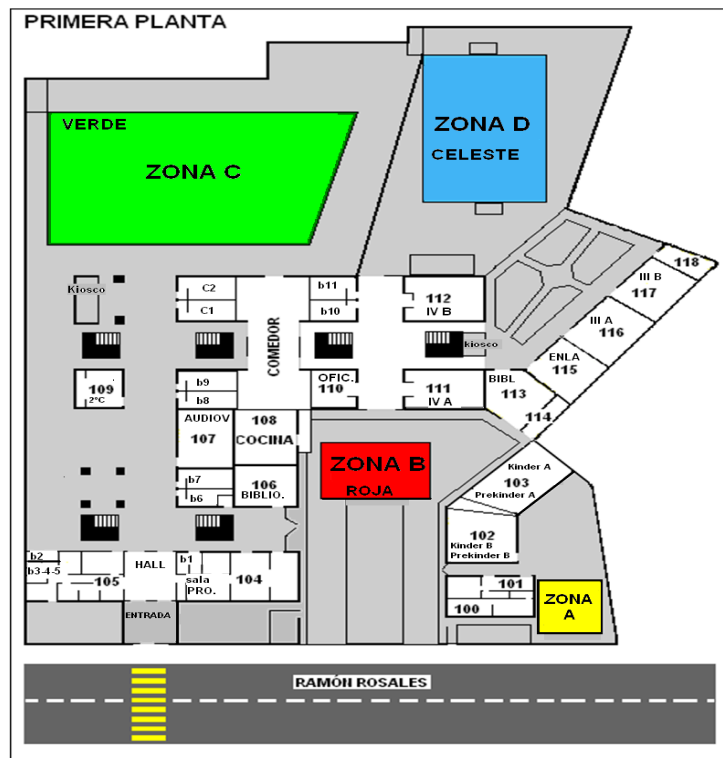 PRIMERA PLANTA
VERDE
ZONA C
ZONA D
CELESTE
118
III B
117
III A
116
ENLA
115
BIBL
113
114
Kiosco
C2
C1
b11
b10
112
IV B
COMEDOR
kiosco
109
2°C
b9
b8
OFIC.
110
111
IV A
AUDIOV
107
108
COCINA
ZONA B
ROJA
b7
b6
106
BIBLIO.
Kinder A
103
Prekinder A
102
Kinder B
Prekinder B
b2
b3-4-5
105
HALL
b1
sala
PRO.
104
101
100
ZONA
A
ENTRADA
RAMÓN ROSALES